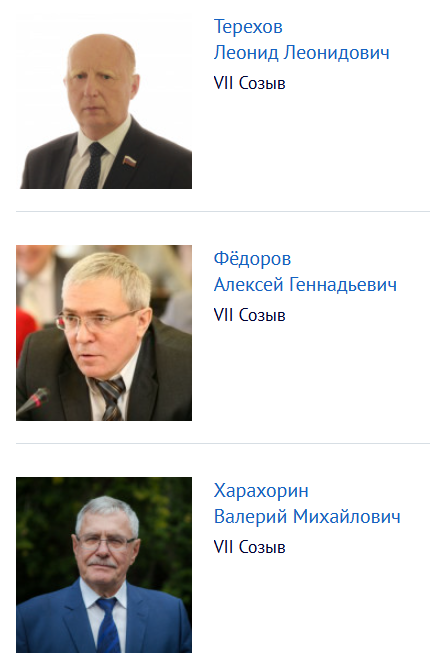 Терехов
Леонид Леонидович
VII Созыв
Фёдоров
Алексей Геннадьевич
VII Созыв
Харахорин
Валерий Михайлович
VII Созыв